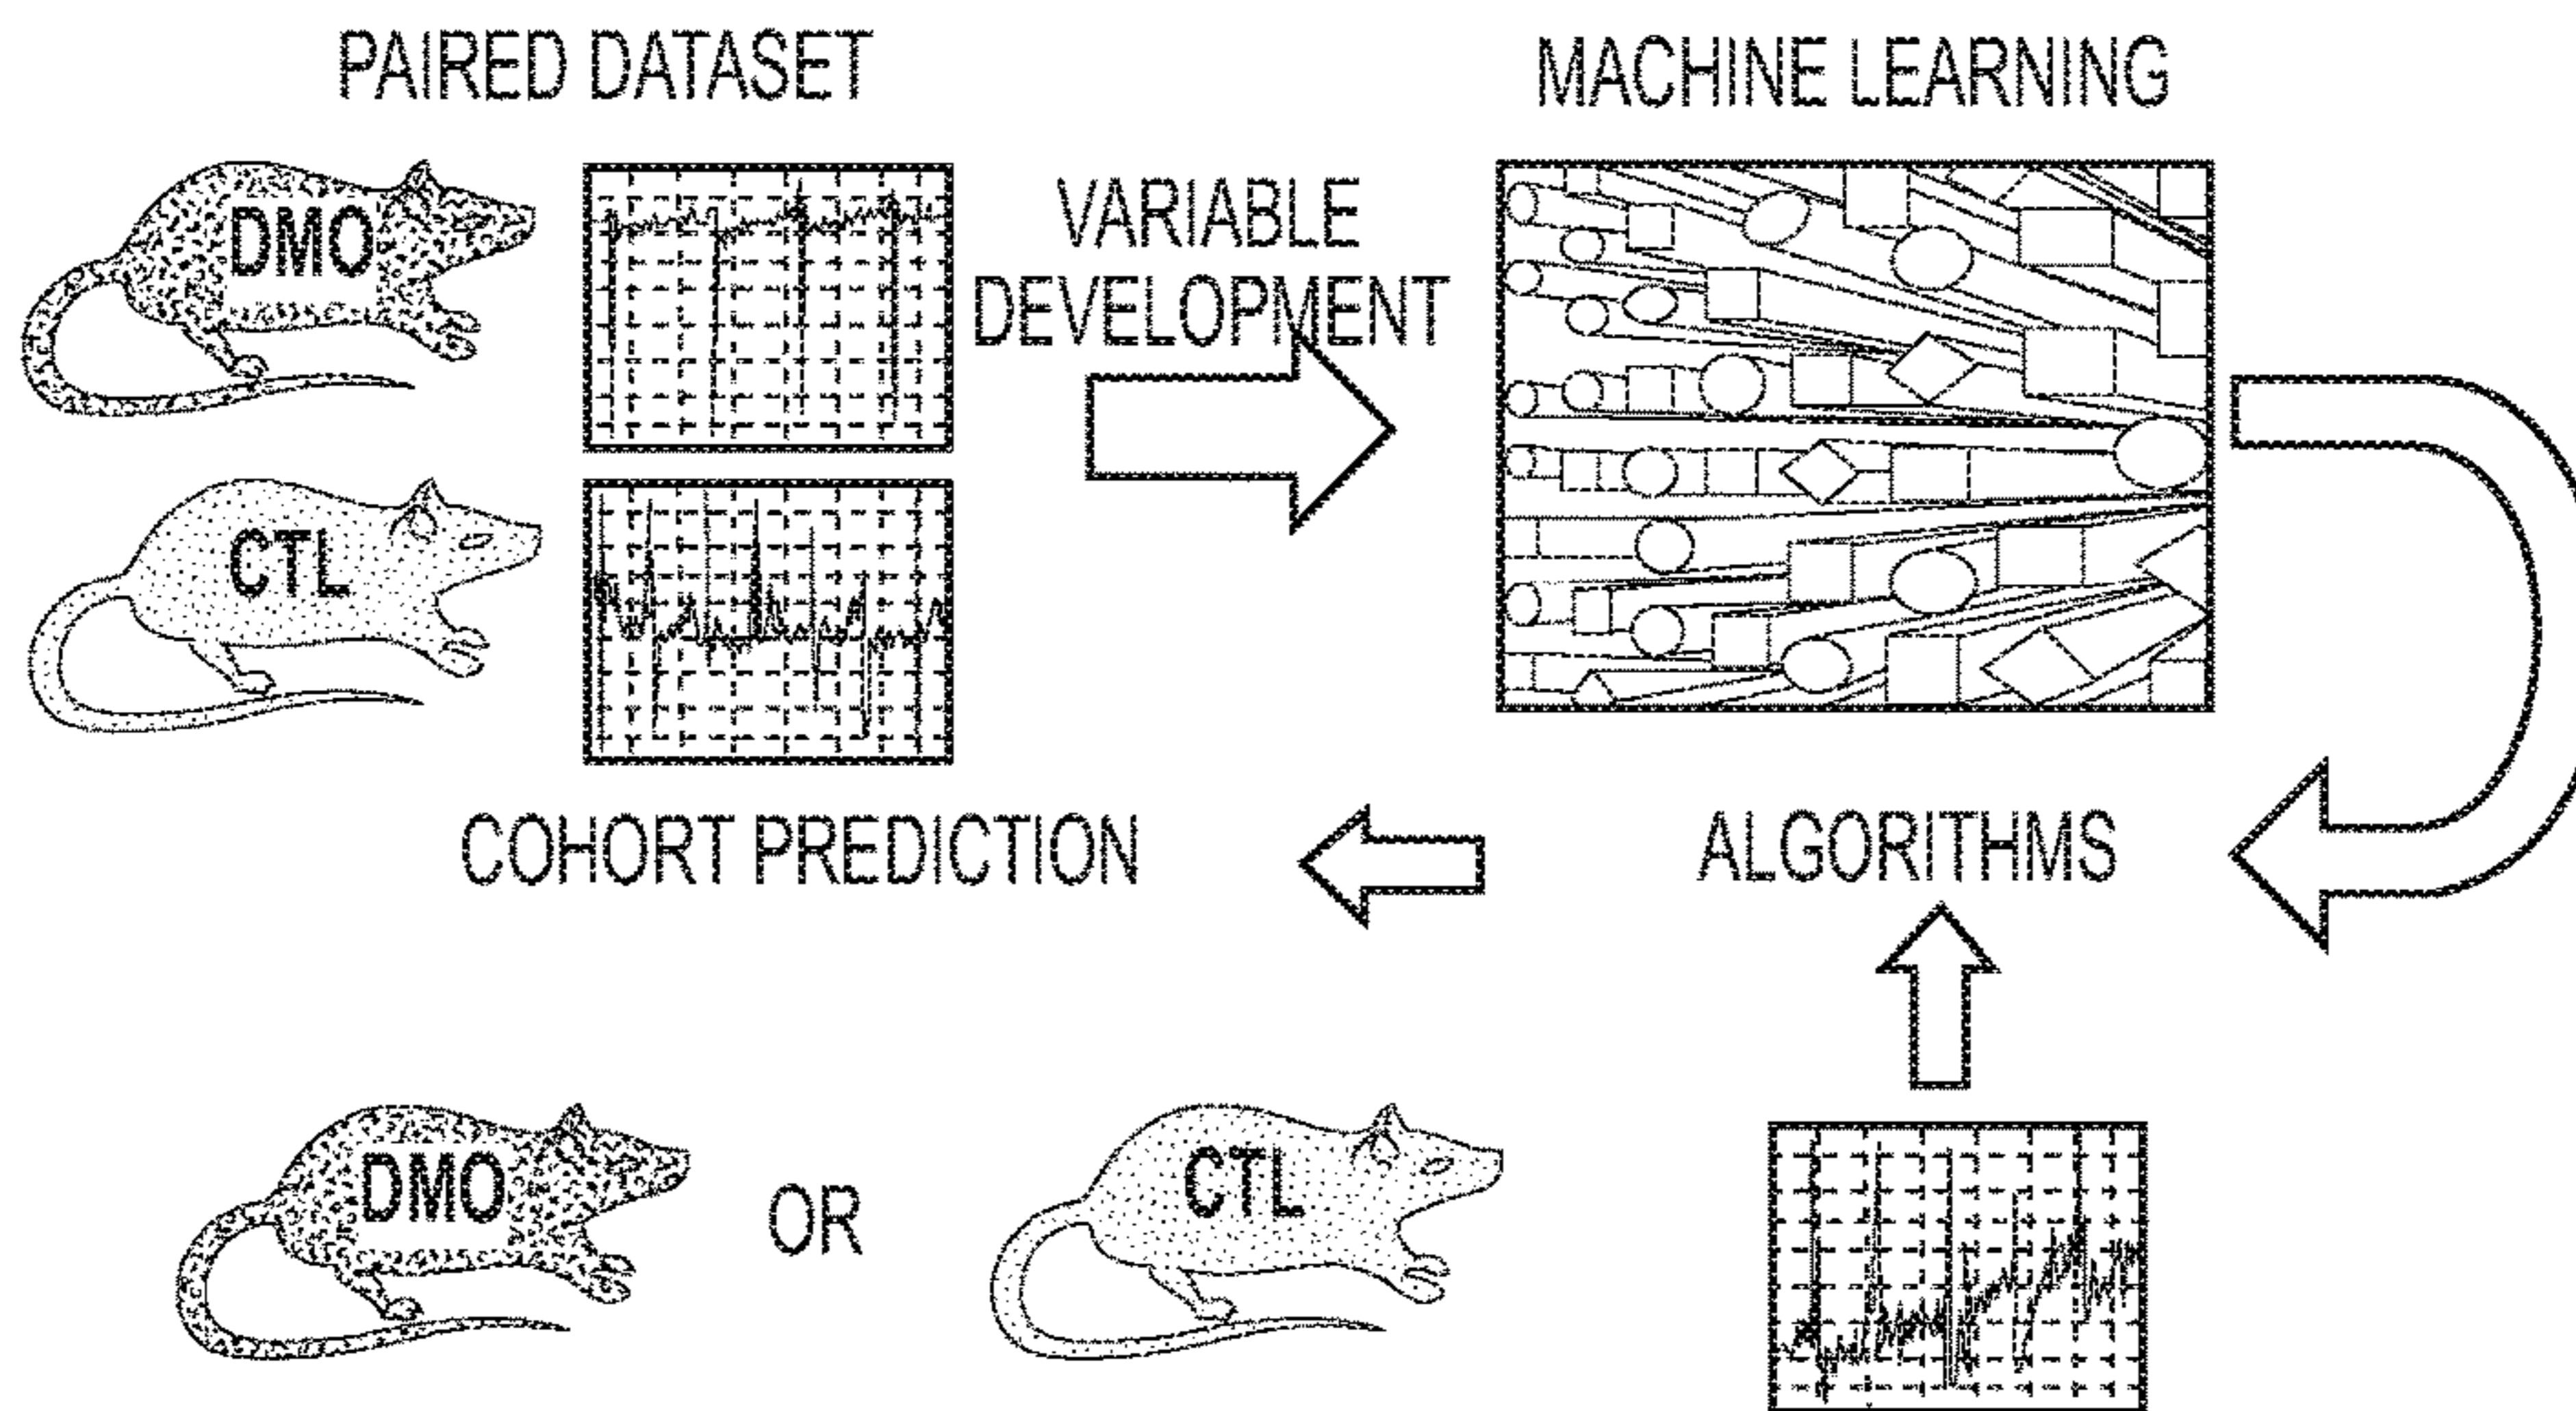 PAIRED DATASET
MACHINE LEARNING
DMO
VARIABLE
DEVELOPMENT
CTL
COHORT PREDICTION
ALGORITHMS
DMO
OR
CTL